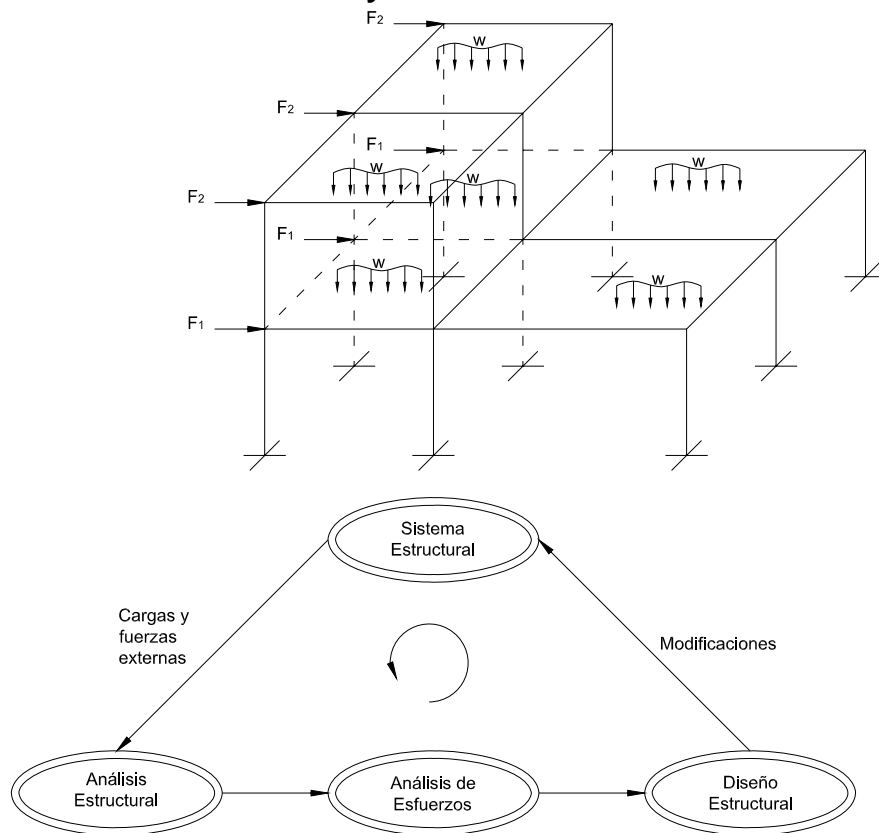 y
F2
w
F2
F1
w
w
w
F2
F1
w
w
F1
Sistema
Estructural
Cargas y
fuerzas
externas
Modificaciones
Análisis
Estructural
Análisis de
Esfuerzos
Diseño
Estructural